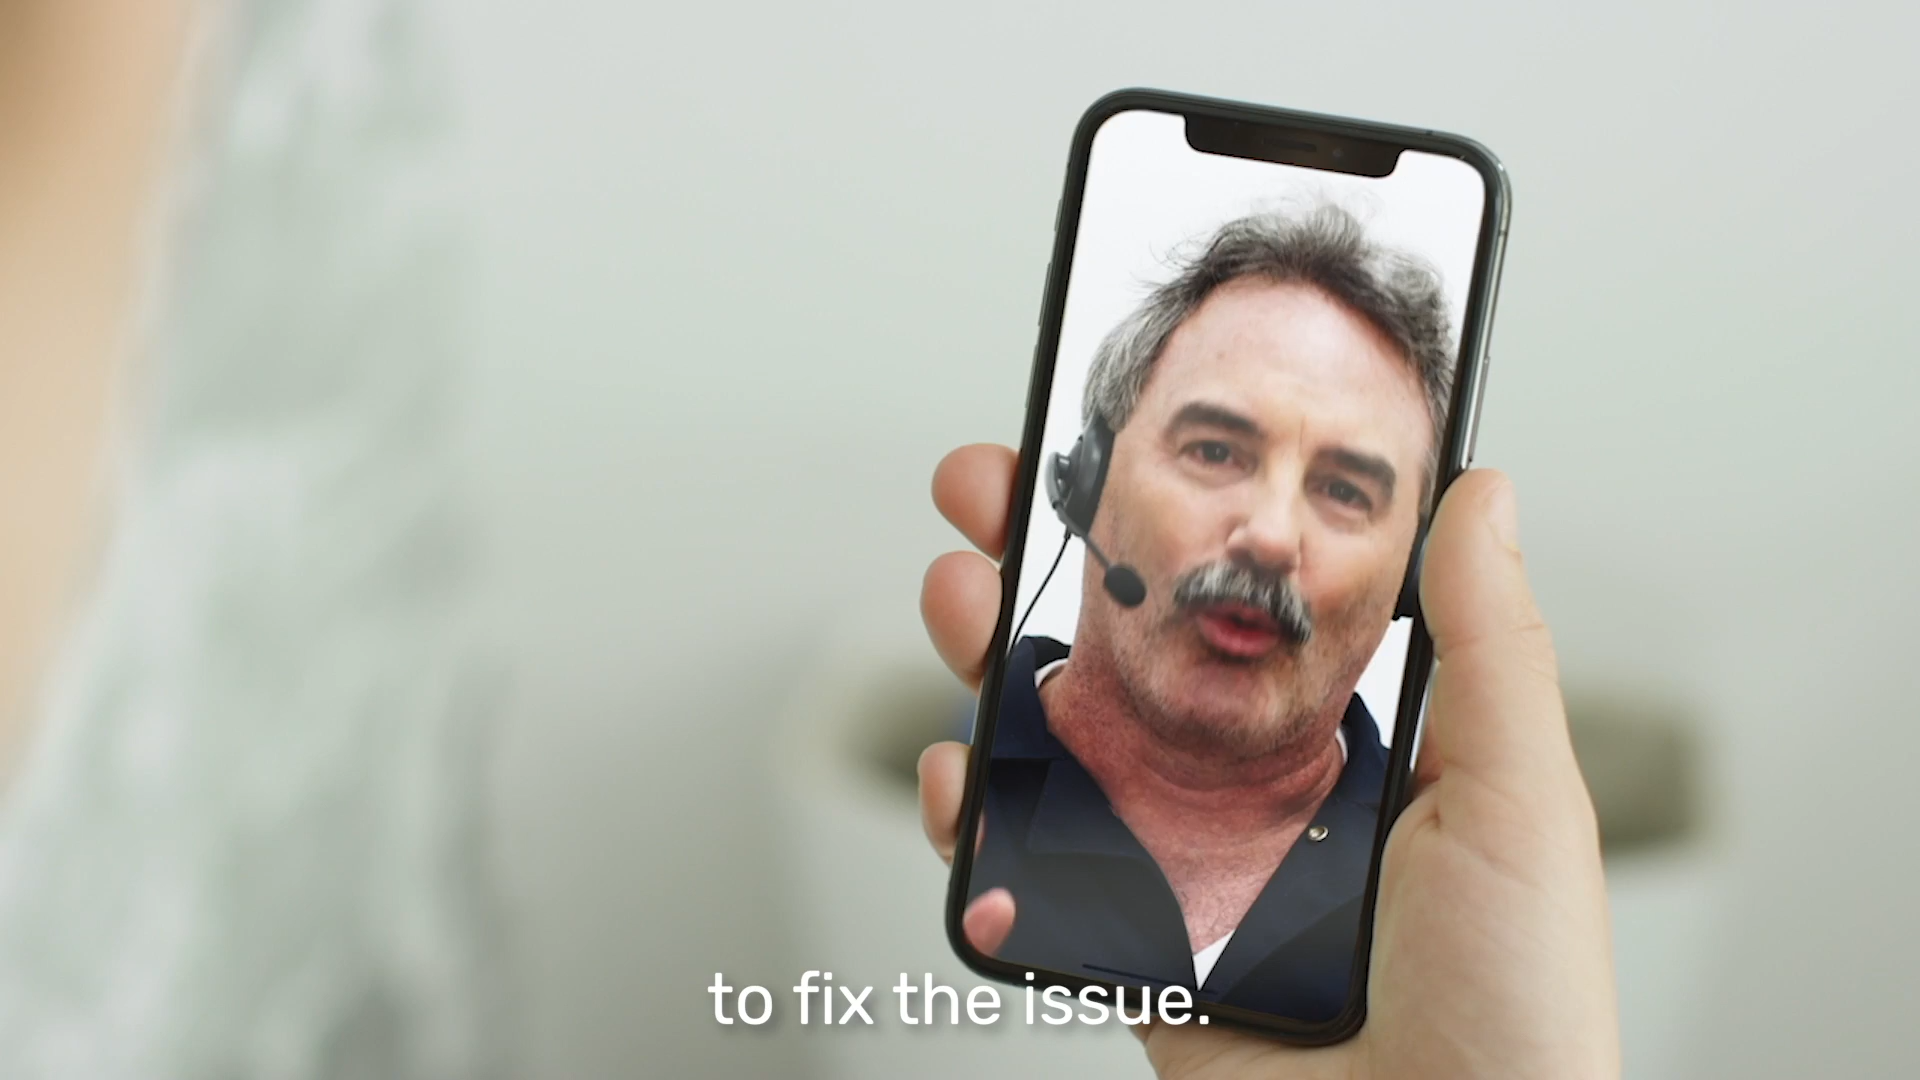 to fix the issue.